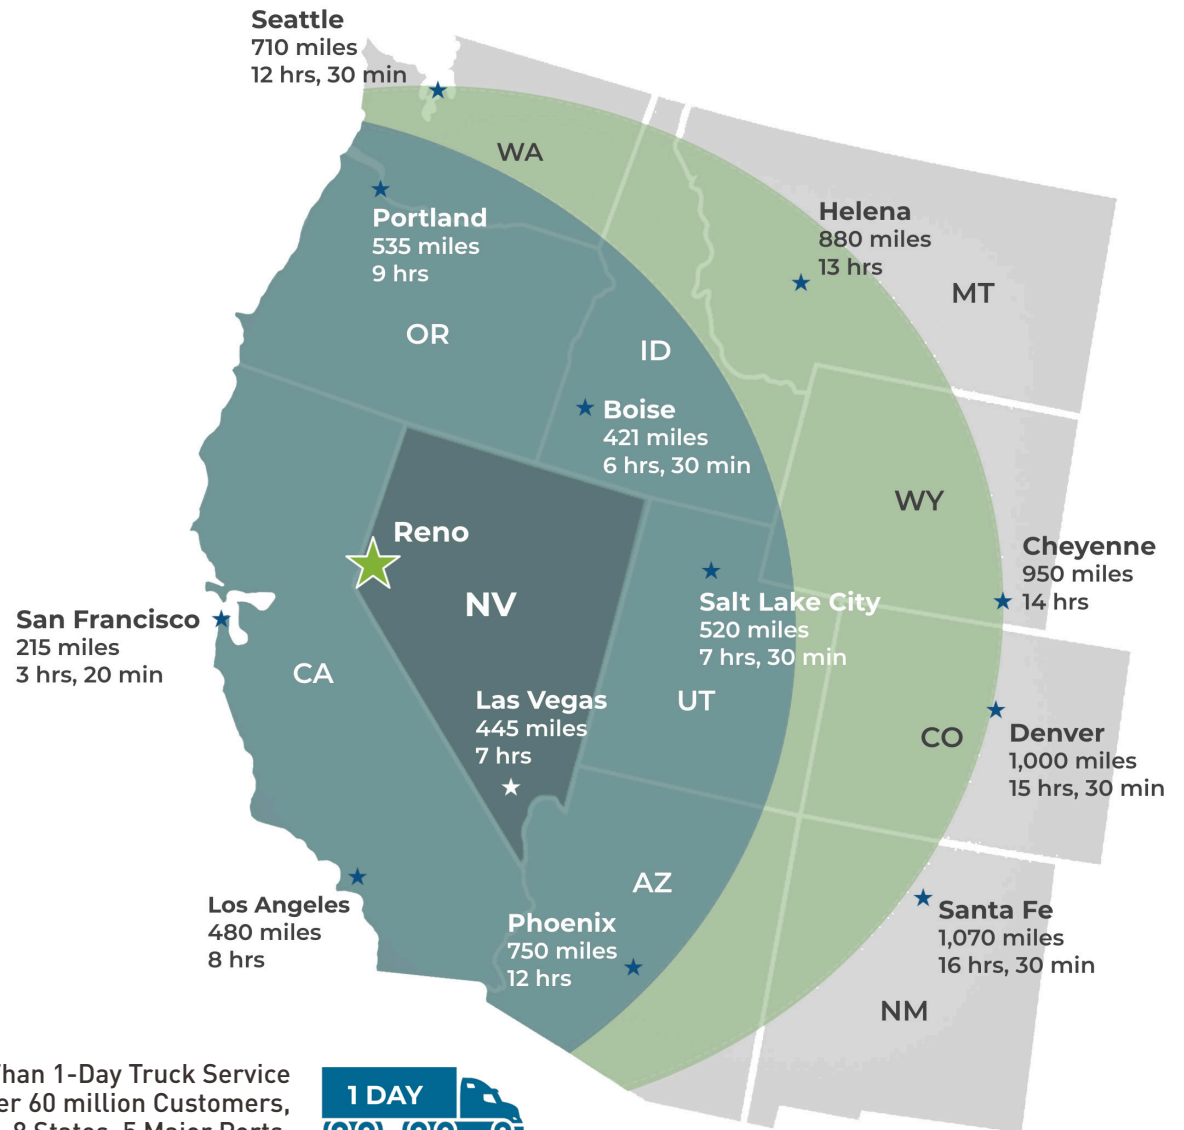 Seattle
710 miles
12 hrs, 30 min
WA
Helena
880 miles
13 hrs
MT
Portland
535 miles
9 hrs
OR
ID
Boise
421 miles
6 hrs, 30 min
WY
Reno
NV
Cheyenne
950 miles
14 hrs
San Francisco
215 miles
3 hrs, 20 min
CA
Salt Lake City
520 miles
7 hrs, 30 min
UT
Las Vegas
445 miles
7 hrs
CO
Denver
1,000 miles
15 hrs, 30 min
AZ
Los Angeles
480 miles
8 hrs
Phoenix
750 miles
12 hrs
Santa Fe
1,070 miles
16 hrs, 30 min
NM
1-Day Truck Service
60 million Customers,
8 States, 5 Major Ports
1 DAY